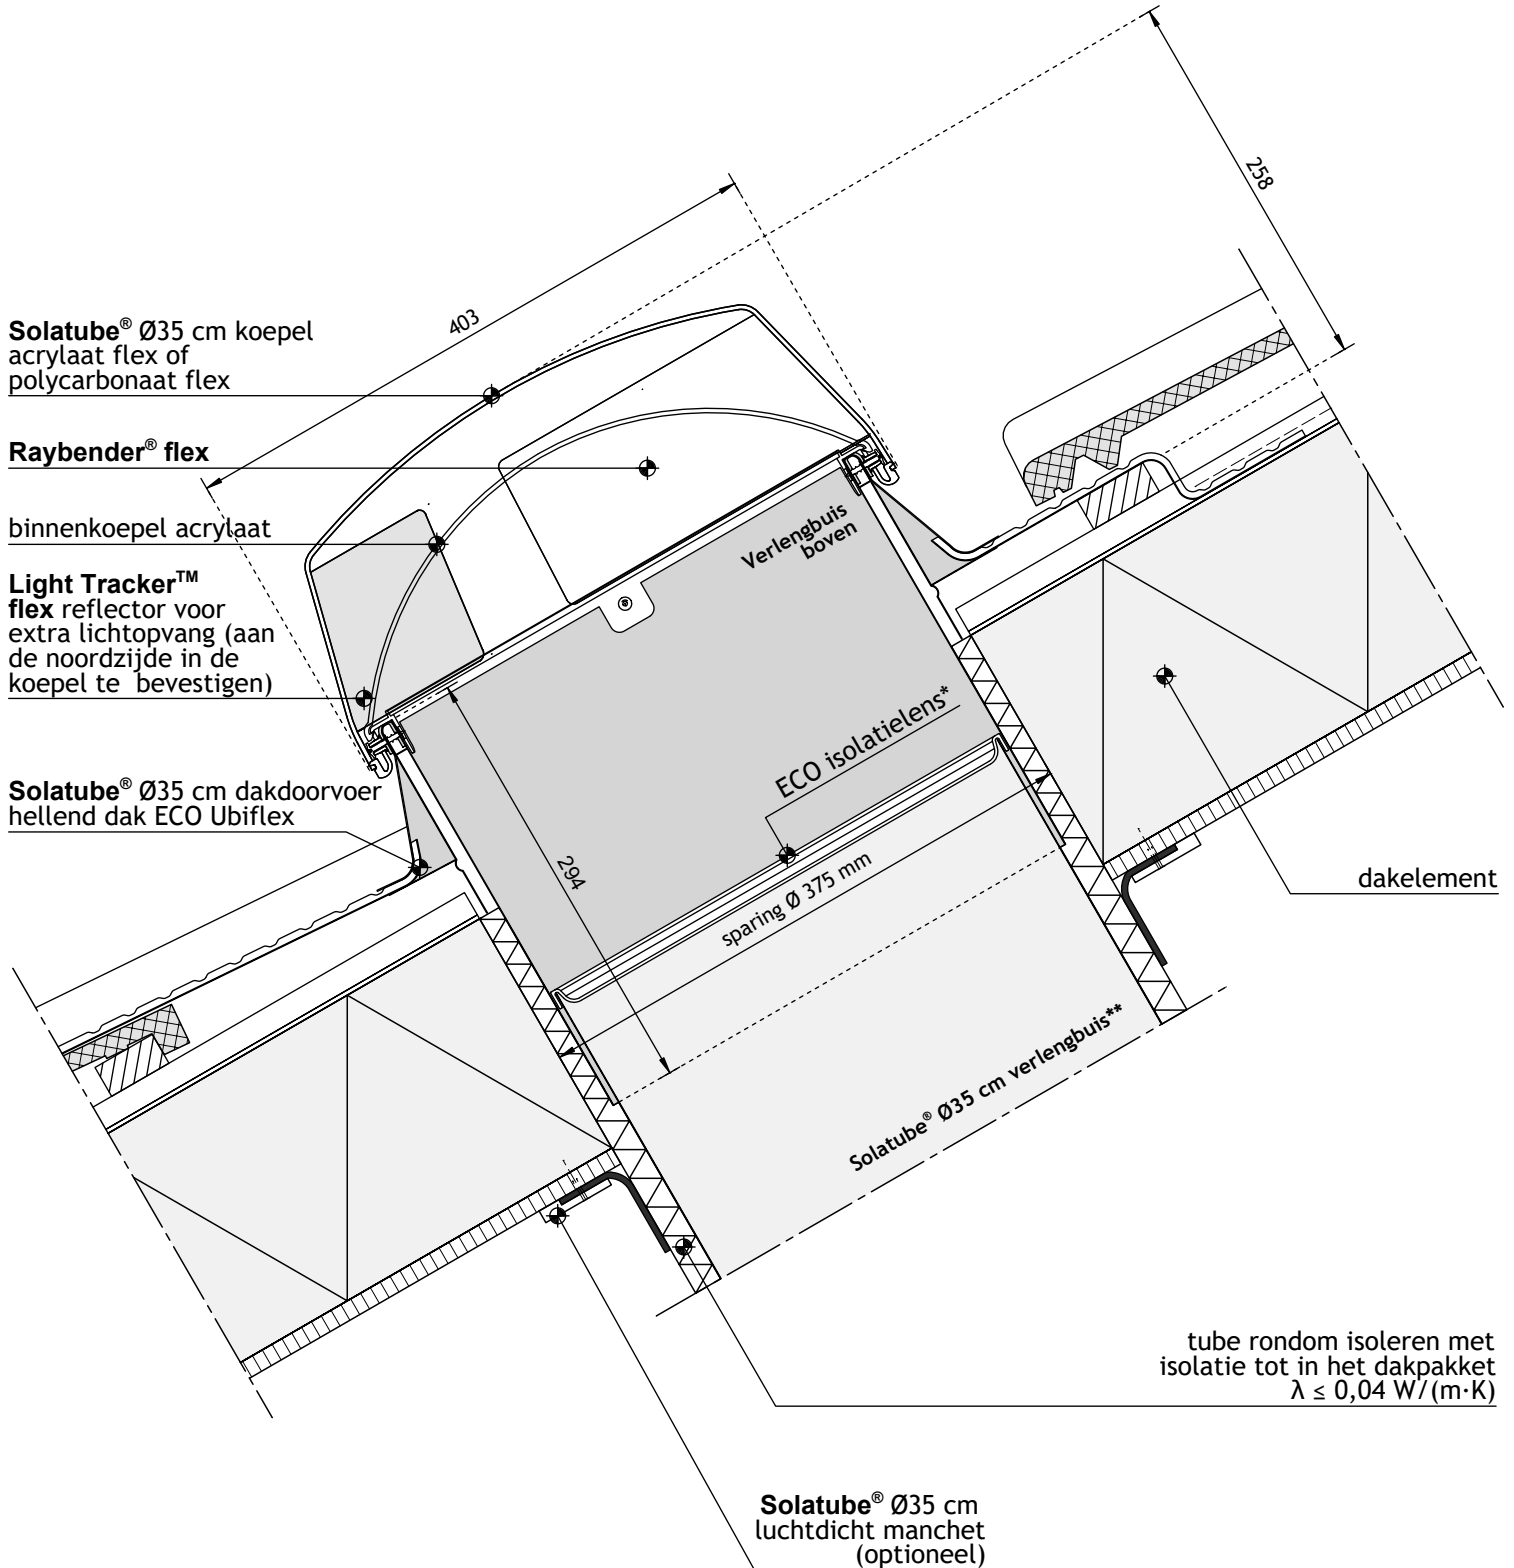 258
403
Solatube® Ø35 cm koepel
acrylaat flex of
polycarbonaat flex
Raybender® flex
binnenkoepel acrylaat
Light Tracker™
flex reflector voor
extra lichtopvang (aan
de noordzijde in de
koepel te bevestigen)
Verlengbuis
boven
ECO isolatielens*
Solatube® Ø35 cm dakdoorvoer
hellend dak ECO Ubiflex
294
sparing Ø 375 mm
dakelement
Solatube® Ø35 cm verlengbuis**
tube rondom isoleren met
isolatie tot in het dakpakket
λ ≤ 0,04 W/(m·K)
Solatube® Ø35 cm
luchtdicht manchet
(optioneel)